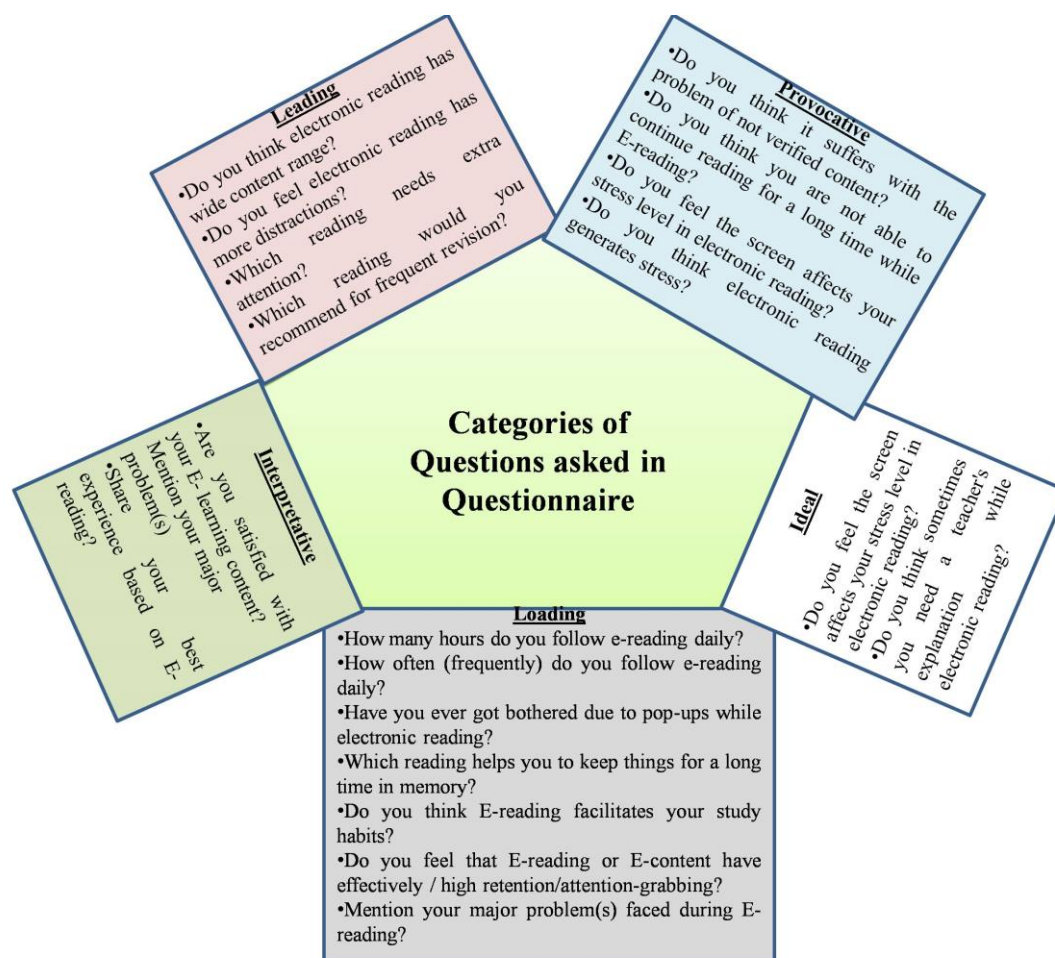 Leading
•Do you think electronic reading has
wide content range?
•Do you feel electronic reading has
more distractions?
•Which reading needs extra
attention?
•Which reading would you
recommend for frequent revision?
Provocative
•Do you think it suffers with the
problem of not verified content?
•Do you think you are not able to
continue reading for a long time while
E-reading?
•Do you feel the screen affects your
stress level in electronic reading?
•Do you think electronic reading
generates stress?
Categories of
Questions asked in
Questionnaire
Interpretative
•Are you satisfied with
your E- learning content?
Mention your major
problem(s)
•Share your best
experience based on E-
reading?
Ideal
•Do you feel the screen
affects your stress level in
electronic reading?
•Do you think sometimes
you need a teacher's
explanation while
electronic reading?
Loading
•How many hours do you follow e-reading daily?
•How often (frequently) do you follow e-reading
daily?
•Have you ever got bothered due to pop-ups while
electronic reading?
•Which reading helps you to keep things for a long
time in memory?
•Do you think E-reading facilitates your study
habits?
•Do you feel that E-reading or E-content have
effectively / high retention/attention-grabbing?
•Mention your major problem(s) faced during E-
reading?